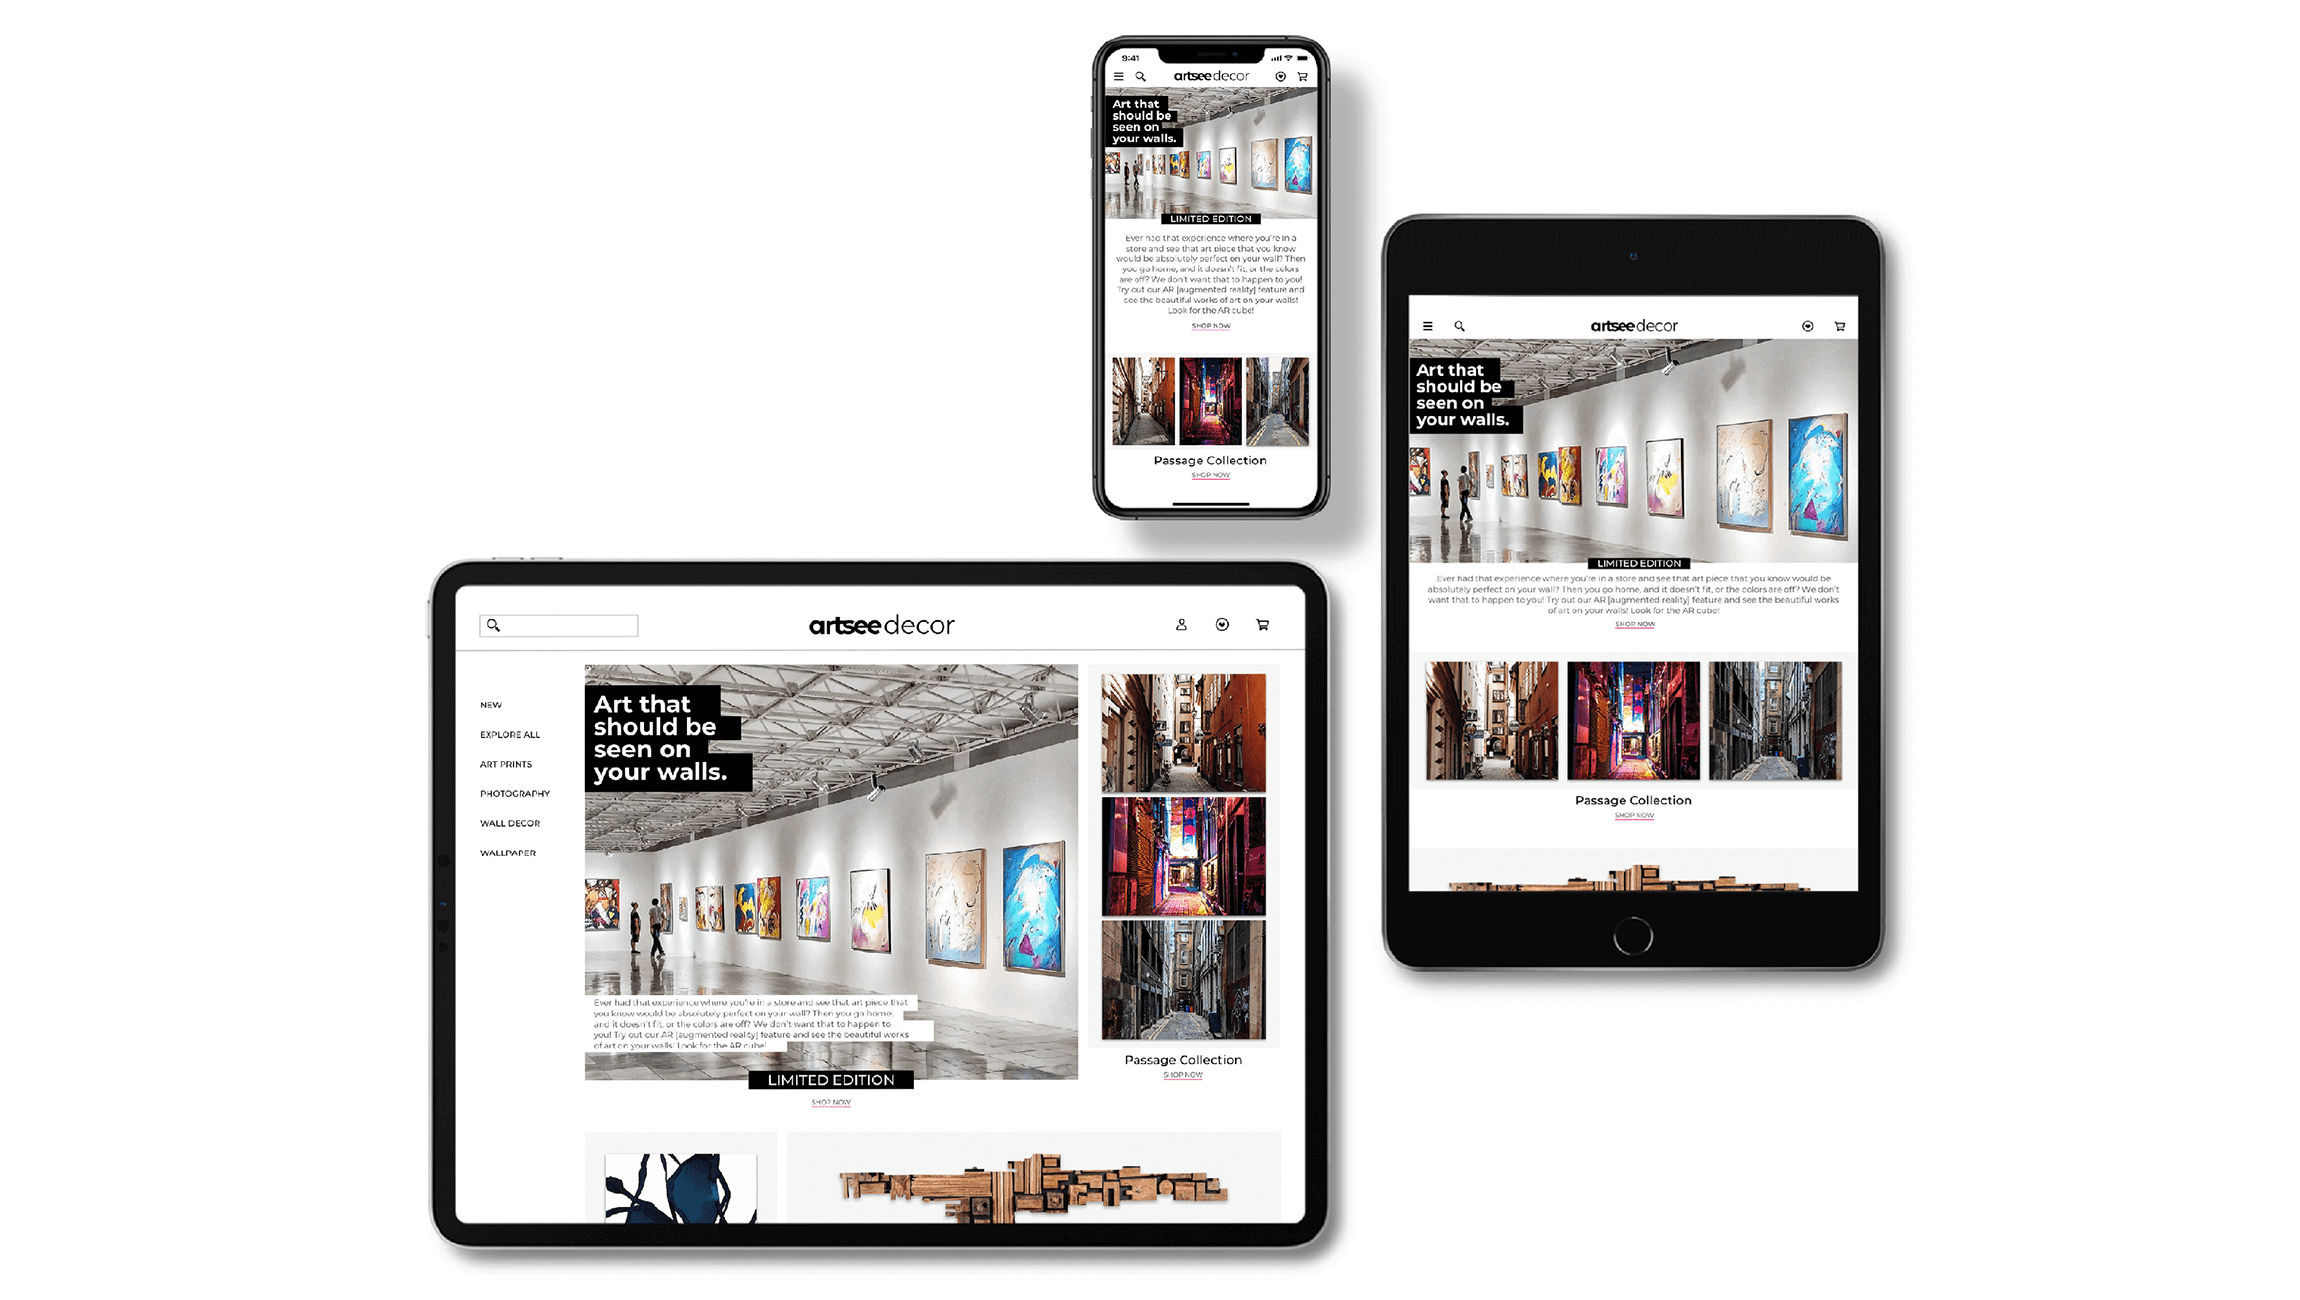 9:41
artsee decor
Art that
should be
seen on
your walls.
LIMITED EDITION
Ever had that experience where you're in a
store and see that art piece that you know
would be absolutely perfect on your wall? Then
you go home, and it doesn't fit, or the colors
are off? We don't want that to happen to you!
Try out our AR [augmented reality] feature and
see the beautiful works of art on your walls!
Look for the AR cube!
SHOP NOW
Passage Collection
SHOP NOW
artsee decor
Art that
should be
seen on
your walls.
LIMITED EDITION
Ever had that experience where you're in a store and see that art piece that you know would be
absolutely perfect on your wall? Then you go home, and it doesn't fit, or the colors are off? We don't
want that to happen to you! Try out our AR [augmented reality] feature and see the beautiful works
of art on your walls! Look for the AR cube!
SHOP NOW
Passage Collection
SHOP NOW
artsee decor
NEW
EXPLORE ALL
ART PRINTS
PHOTOGRAPHY
WALL DECOR
WALLPAPER
Art that
should be
seen on
your walls.
Ever had that experience where you're in a store and see that art piece that
you know would be absolutely perfect on your wall? Then you go home,
and it doesn't fit, or the colors are off? We don't want that to happen to
you! Try out our AR [augmented reality] feature and see the beautiful works
of art on your walls! Look for the AR cube!
LIMITED EDITION
SHOP NOW
Passage Collection
SHOP NOW